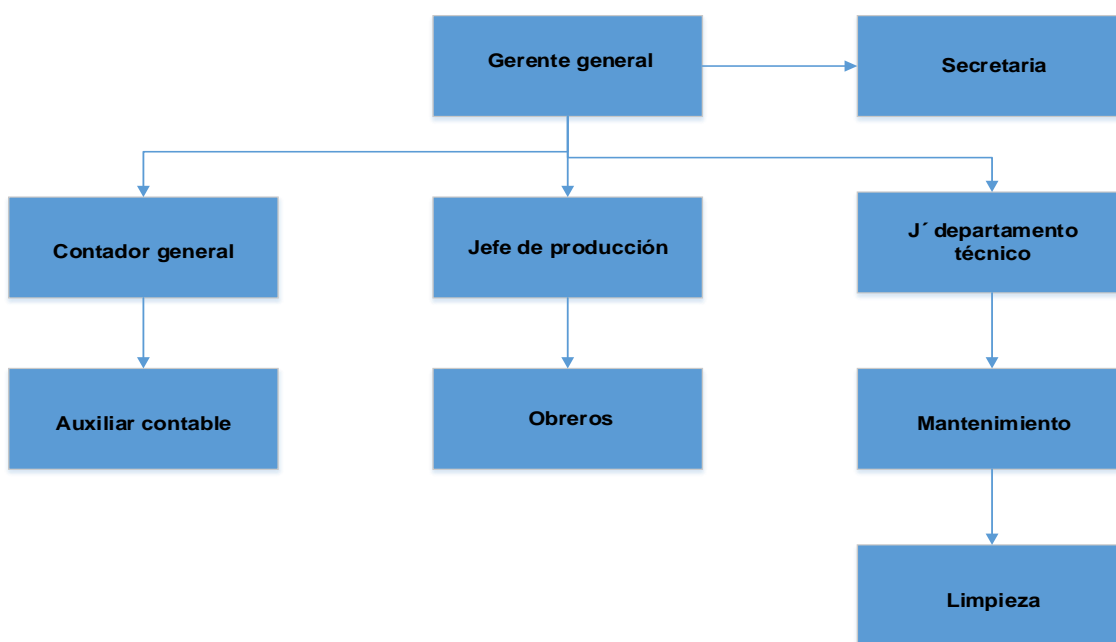 Gerente general
Secretaria
Contador general
Jefe de producción
J´ departamento
técnico
Auxiliar contable
Obreros
Mantenimiento
Limpieza